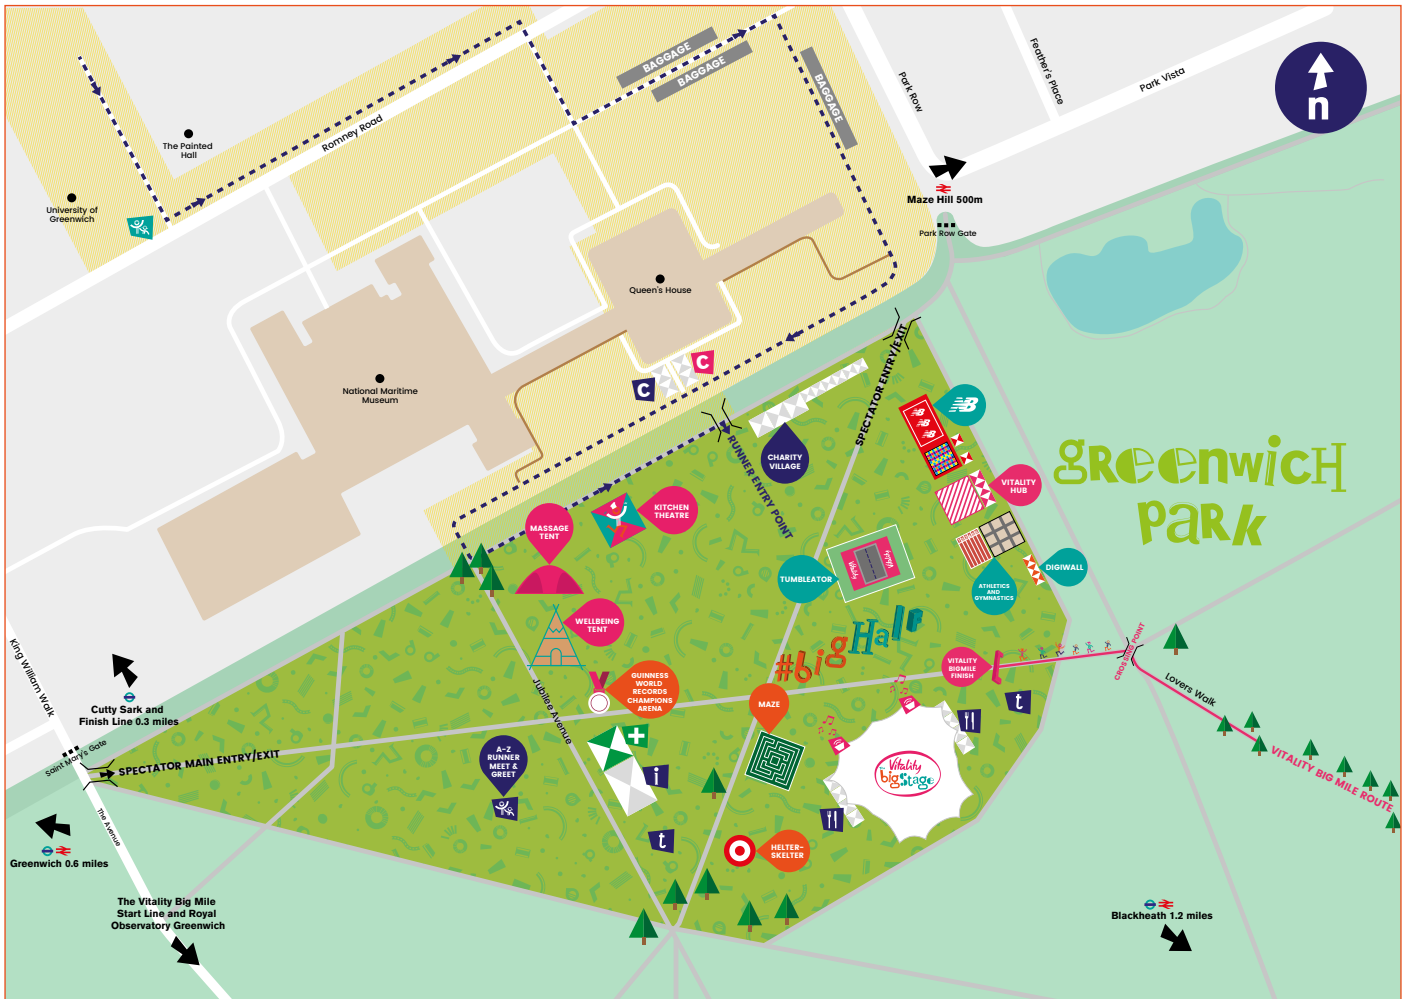 BAGGAGE
BAGGAGE
BAGGAGE
Park Row
Feather's Place
Park Vista
n
The Painted
Hall
Romney Road
University of
Greenwich
Maze Hill 500m
Park Row Gate
Queen's House
National Maritime
Museum
C
C
SPECTATOR ENTRY/EXIT
RUNNER ENTRY POINT
CHARITY
VILLAGE
NB
VITALITY
HUB
GREENWICH
PARK
KITCHEN
THEATRE
MASSAGE
TENT
TUMBLEATOR
Vitality
Vitality
ATHLETICS
AND
GYMNASTICS
DIGIWALL
WELLBEING
TENT
#bigHalf
VITALITY
BIG MILE
FINISH
CROSSING POINT
Lovers Walk
VITALITY BIG MILE ROUTE
GUINNESS
WORLD
RECORDS
CHAMPIONS
ARENA
MAZE
t
King William Walk
Cutty Sark and
Finish Line 0.3 miles
Jubilee Avenue
Saint Mary's Gate
SPECTATOR MAIN ENTRY/EXIT
A-Z
RUNNER
MEET &
GREET
i
t
Vitality
bigStage
The Avenue
Greenwich 0.6 miles
HELTER-
SKELTER
The Vitality Big Mile
Start Line and Royal
Observatory Greenwich
Blackheath 1.2 miles